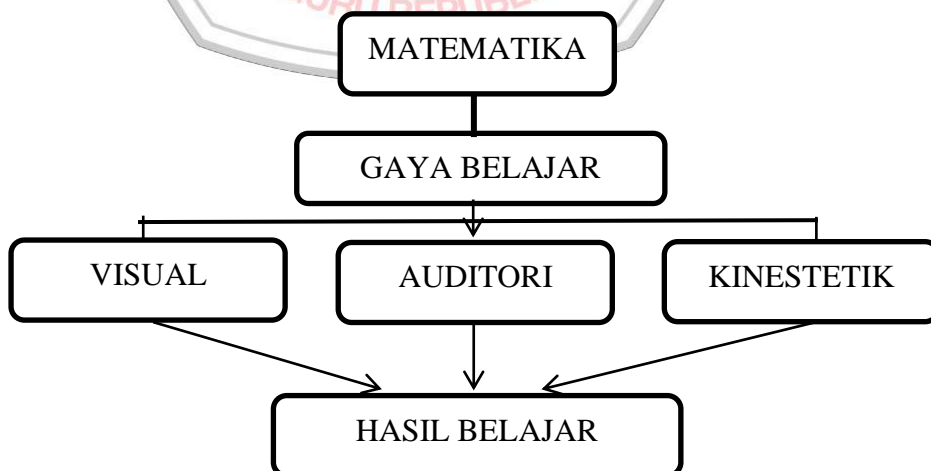 MATEMATIKA
GAYA BELAJAR
VISUAL AUDITORI KINESTETIK
HASIL BELAJAR